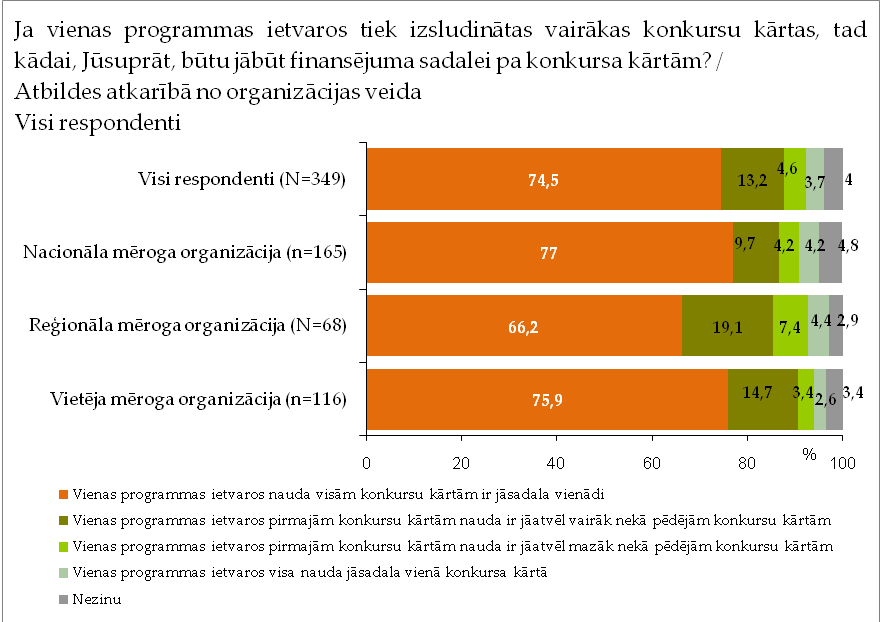 Ja vienas programmas ietvaros tiek izsludinātas vairākas konkursu kārtas, tad
kādai, Jūsuprāt, būtu jābūt finansējuma sadalei pa konkursa kārtām? /
Atbildes atkarībā no organizācijas veida
Visi respondenti
Visi respondenti (N=349)
74,5
13,2
4,6
3,7
4
Nacionāla mēroga organizācija (n=165)
77
9,7
4,2
4,2
4,8
Reģionāla mēroga organizācija (N=68)
66,2
19,1
7,4
4,4
2,9
Vietēja mēroga organizācija (n=116)
75,9
14,7
3,4
2,6
3,4
0
20
40
60
80
%
100
Vienas programmas ietvaros nauda visām konkursu kārtām ir jāsadala vienādi
Vienas programmas ietvaros pirmajām konkursu kārtām nauda ir jāatvēl vairāk nekā pēdējām konkursu kārtām
Vienas programmas ietvaros pirmajām konkursu kārtām nauda ir jāatvēl mazāk nekā pēdējām konkursu kārtām
Vienas programmas ietvaros visa nauda jāsadala vienā konkursa kārtā
Nezinu